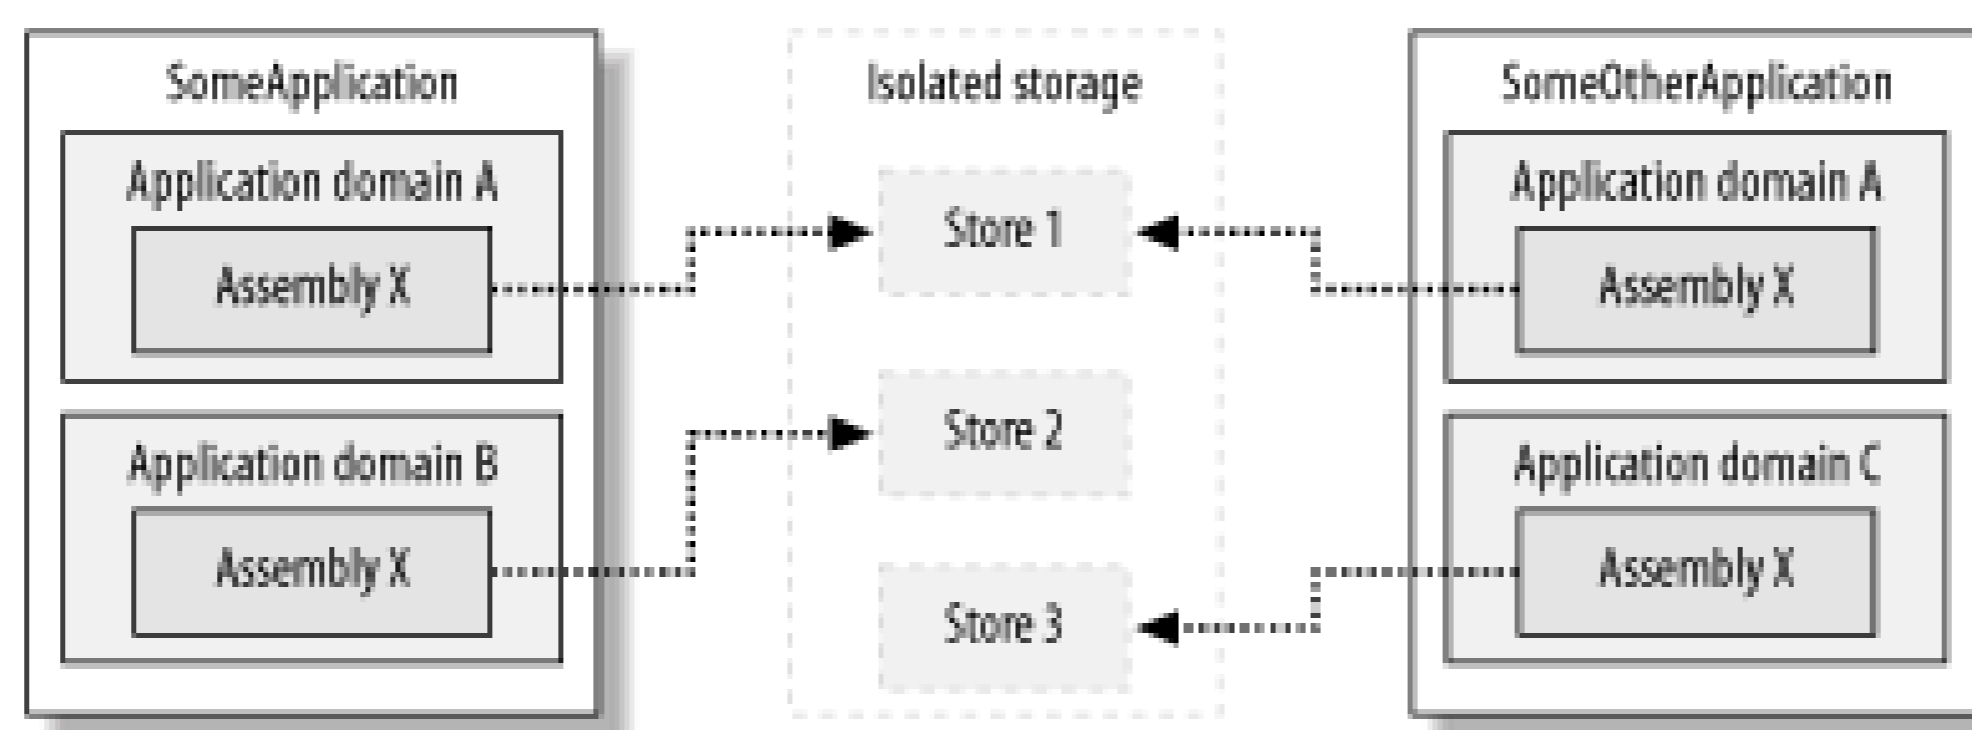 SomeApplication
Application domain A
Assembly X
Application domain B
Assembly X
Isolated storage
Store 1
Store 2
Store 3
SomeOtherApplication
Application domain A
Assembly X
Application domain C
Assembly X